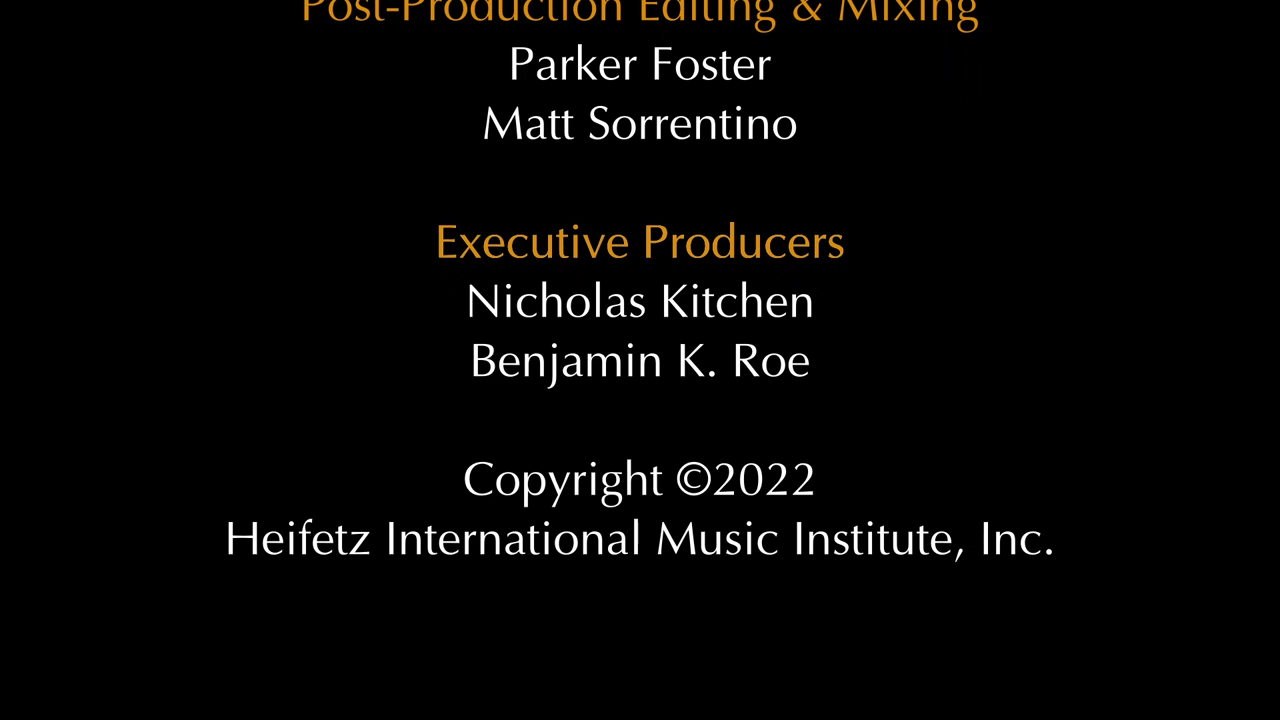 Post-Production Editing & Mixing
Parker Foster
Matt Sorrentino
Executive Producers
Nicholas Kitchen
Benjamin K. Roe
Copyright ©2022
Heifetz International Music Institute, Inc.